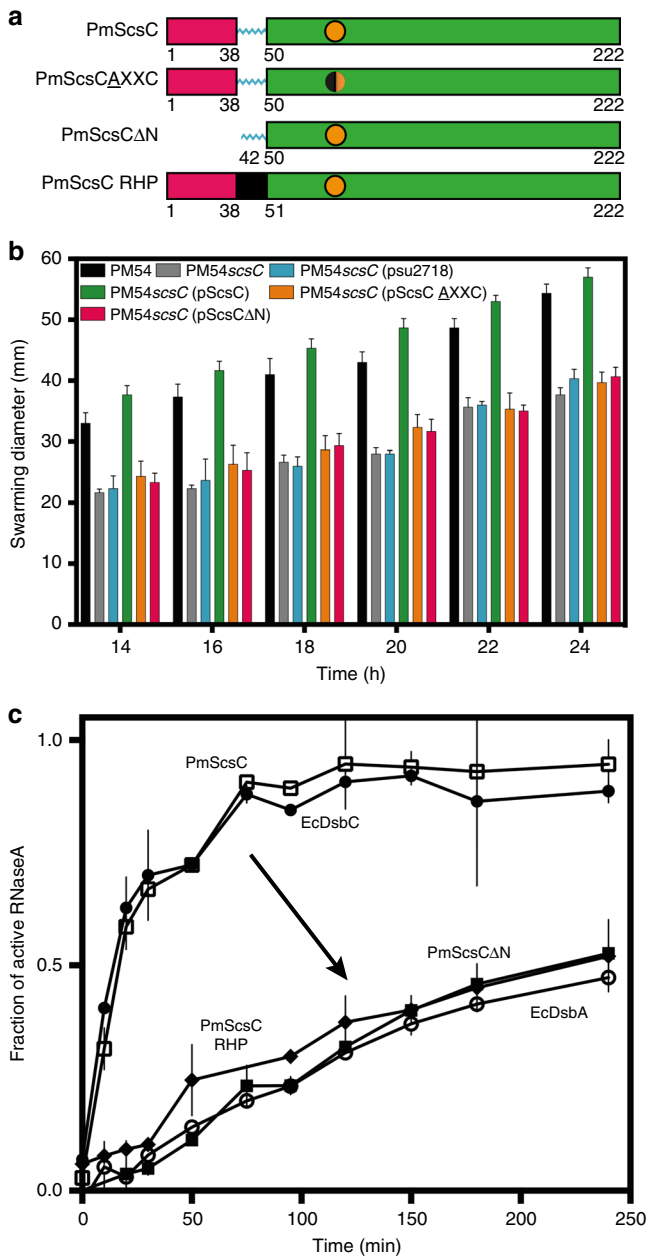 a
PmScsC
1 38 50 222
PmScsCAXXC
1 38 50 222
PmScsCΔN
42 50 222
PmScsC RHP
1 38 51 222
b
60
50
40
30
20
10
0
Swarming diameter (mm)
PM54 PM54scsC PM54scsC (psu2718)
PM54scsC (pScsC) PM54scsC (pScsC AXXC)
PM54scsC (pScsCΔN)
14 16 18 20 22 24
Time (h)
c
1.0
0.5
0.0
Fraction of active RNaseA
PmScsC
EcDsbC
PmScsCΔN
PmScsC
RHP
EcDsbA
0 50 100 150 200 250
Time (min)